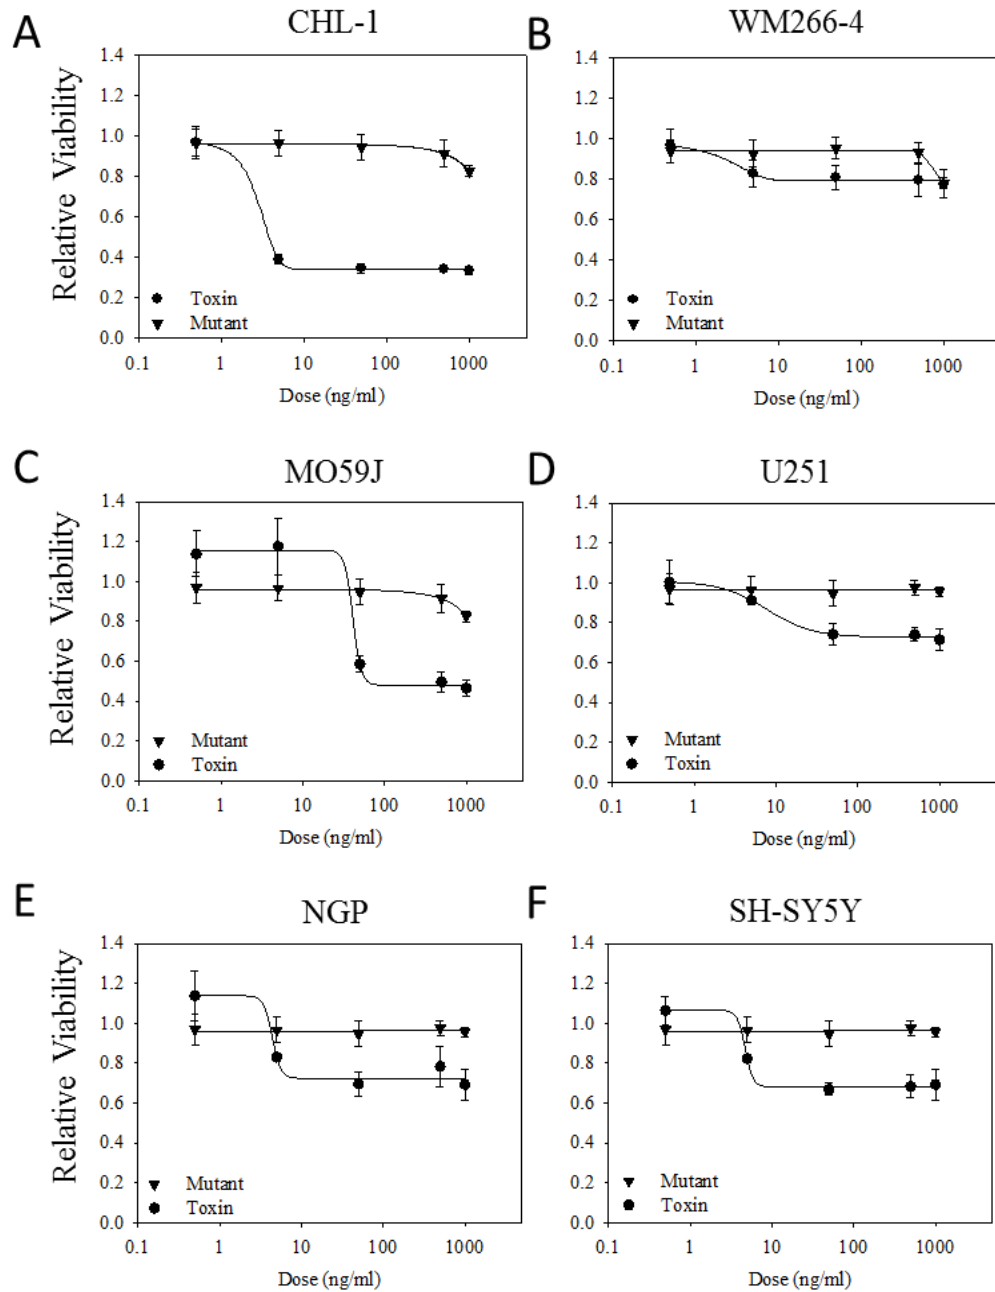 A
CHL-1
Relative Viability
1.4
1.2
1.0
0.8
0.6
0.4
0.2
0.0
Toxin
Mutant
0.1 1 10 100 1000
Dose (ng/ml)
B
WM266-4
1.4
1.2
1.0
0.8
0.6
0.4
0.2
0.0
Toxin
Mutant
0.1 1 10 100 1000
Dose (ng/ml)
C
MO59J
Relative Viability
1.4
1.2
1.0
0.8
0.6
0.4
0.2
0.0
Mutant
Toxin
0.1 1 10 100 1000
Dose (ng/ml)
D
U251
1.4
1.2
1.0
0.8
0.6
0.4
0.2
0.0
Mutant
Toxin
0.1 1 10 100 1000
Dose (ng/ml)
E
NGP
Relative Viability
1.4
1.2
1.0
0.8
0.6
0.4
0.2
0.0
Mutant
Toxin
0.1 1 10 100 1000
Dose (ng/ml)
F
SH-SY5Y
1.4
1.2
1.0
0.8
0.6
0.4
0.2
0.0
Mutant
Toxin
0.1 1 10 100 1000
Dose (ng/ml)